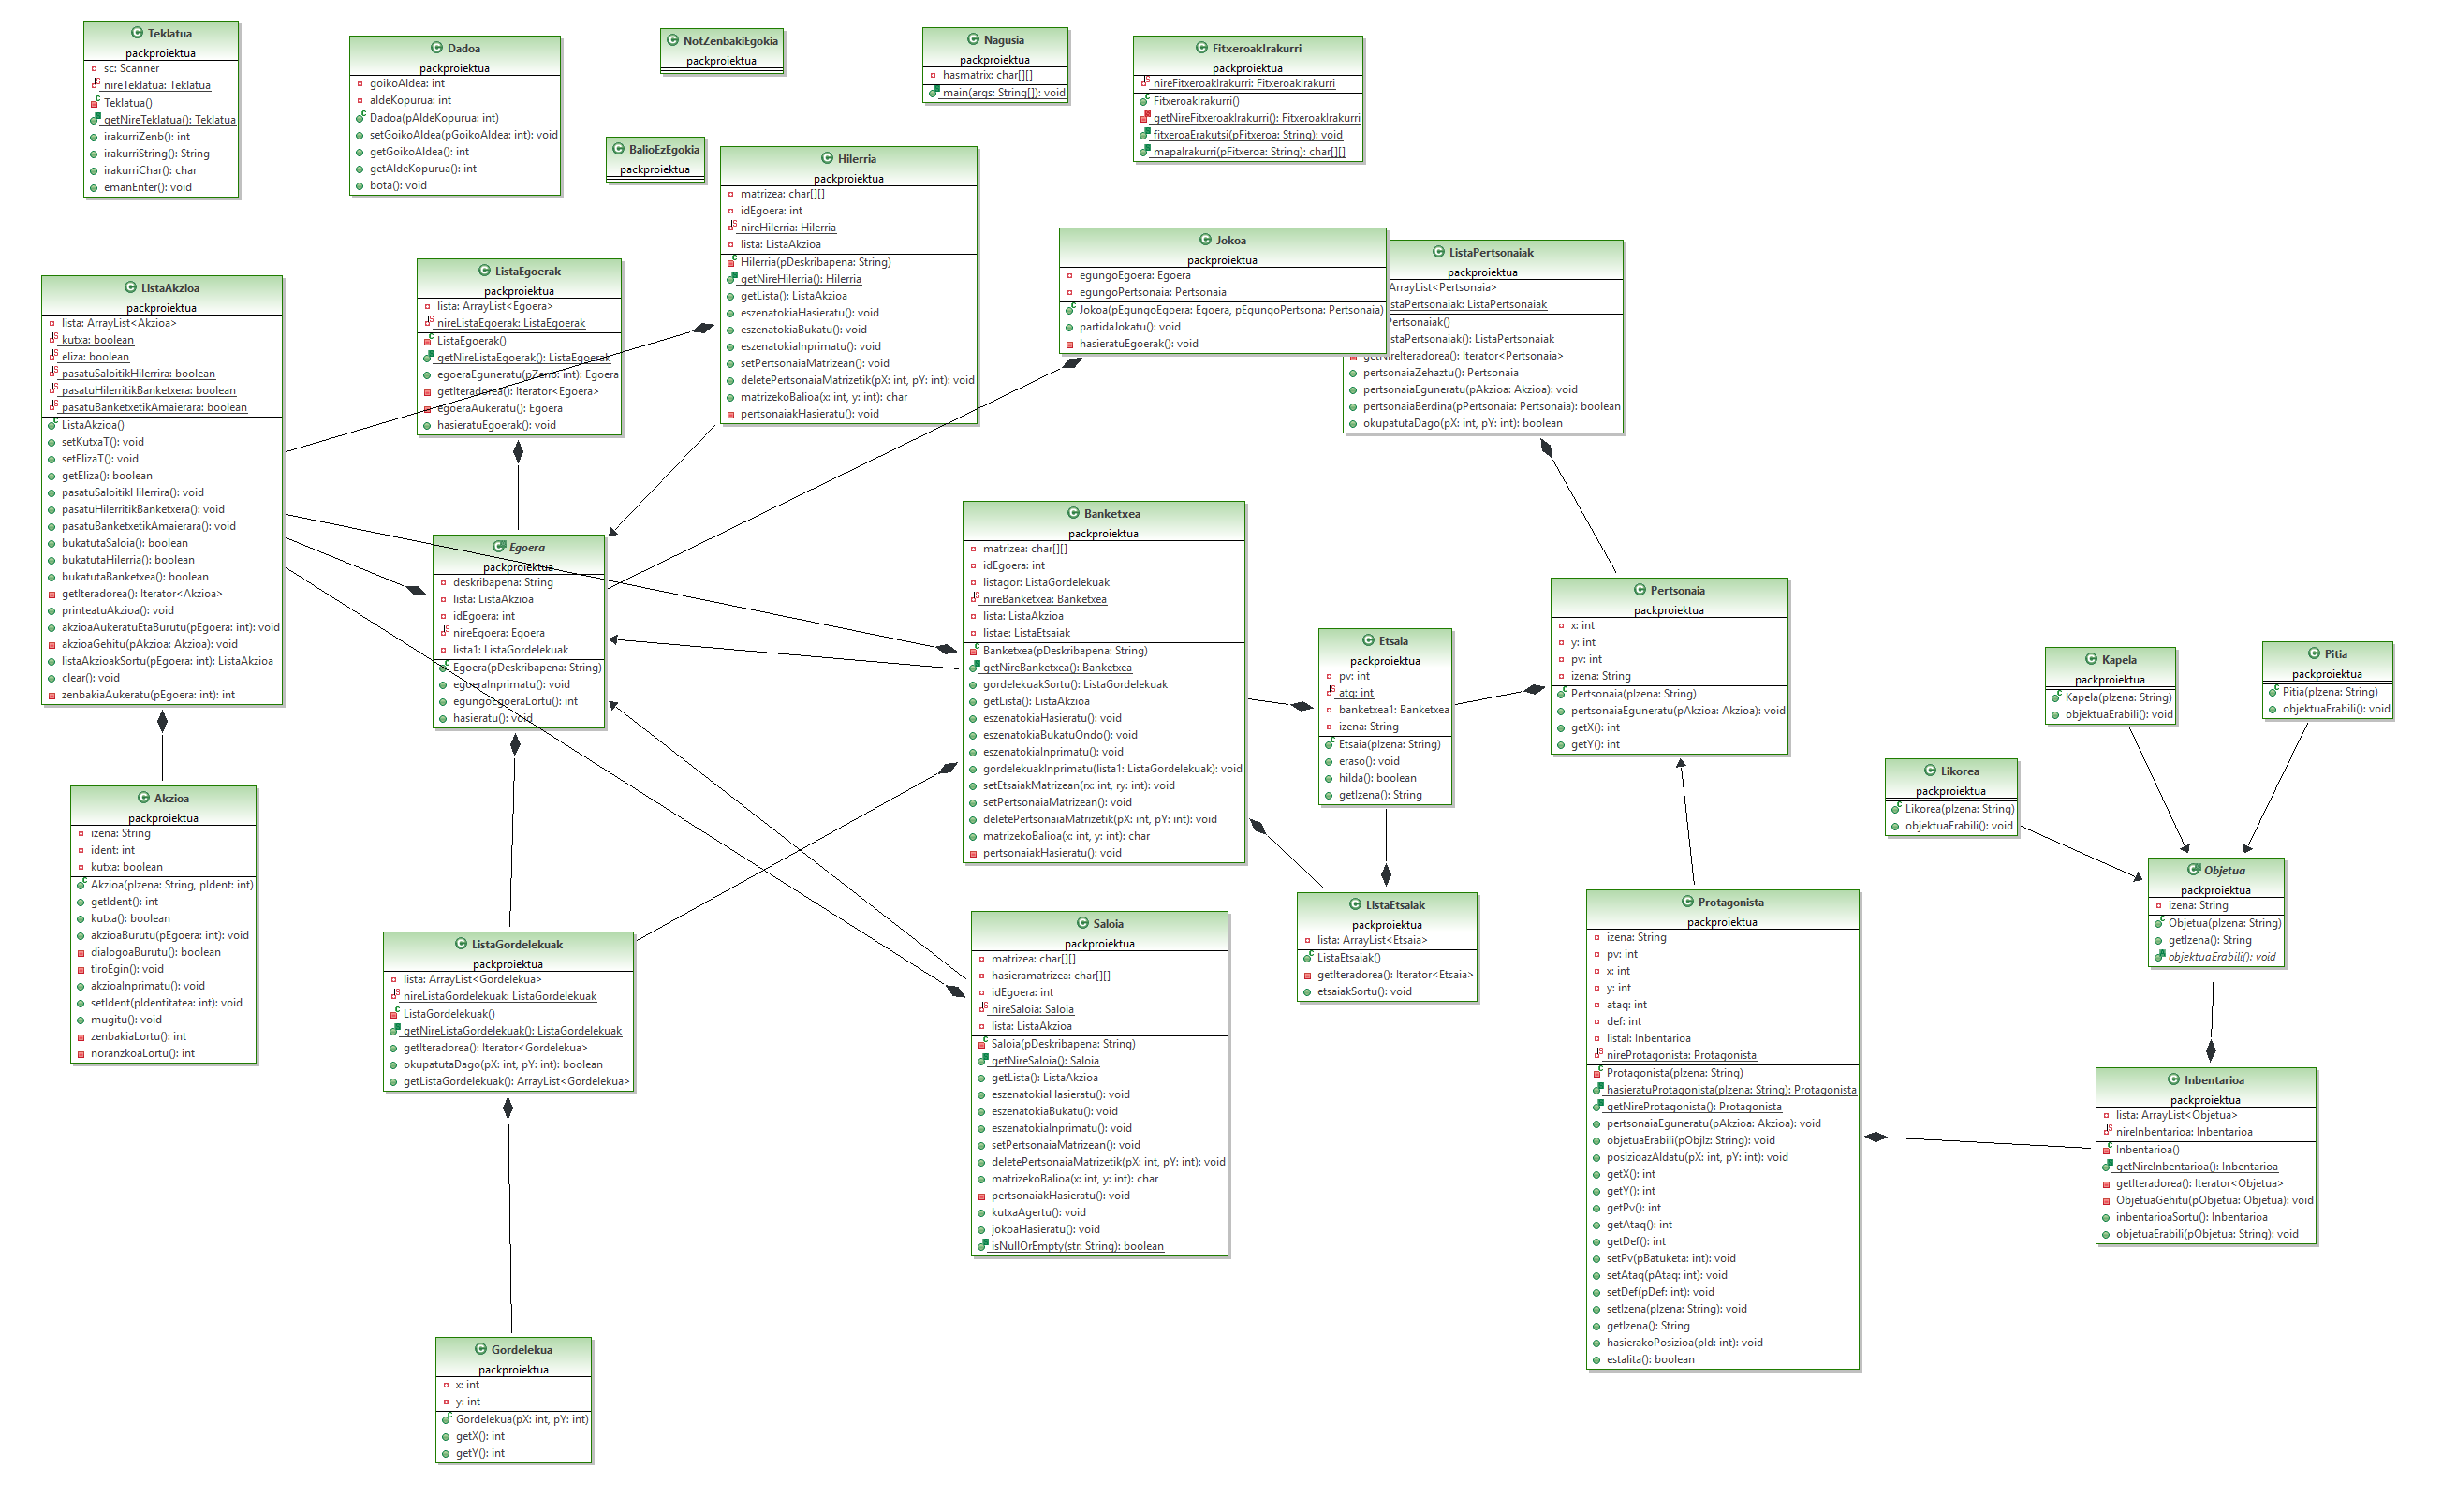 Teklatua
packproiektua
sc: Scanner
nireTeklatua: Teklatua
Teklatua()
getNireTeklatua(): Teklatua
irakurriZenb(): int
irakurriString(): String
irakurriChar(): char
emanEnter(): void
Dadoa
packproiektua
goikoAldea: int
aldeKopurua: int
Dadoa(pAldeKopurua: int)
setGoikoAldea(pGoikoAldea: int): void
getGoikoAldea(): int
getAldeKopurua(): int
bota(): void
NotZenbakiEgokia
packproiektua
Nagusia
packproiektua
hasmatrix: char[][]
main(args: String[]): void
FitxeroakIrakurri
packproiektua
nireFitxeroakIrakurri: FitxeroakIrakurri
FitxeroakIrakurri()
getNireFitxeroakIrakurri(): FitxeroakIrakurri
fitxeroaErakutsi(pFitxeroa: String): void
mapaIrakurri(pFitxeroa: String): char[][]
BalioEzEgokia
packproiektua
Hilerria
packproiektua
matrizea: char[][]
idEgoera: int
nireHilerria: Hilerria
lista: ListaAkzioa
Hilerria(pDeskribapena: String)
getNireHilerria(): Hilerria
getLista(): ListaAkzioa
eszenatokiaHasieratu(): void
eszenatokiaBukatu(): void
eszenatokiaInprimatu(): void
setPertsonaiaMatrizean(): void
deletePertsonaiaMatrizetik(pX: int, pY: int): void
matrizekoBalioa(x: int, y: int): char
pertsonaiakHasieratu(): void
Jokoa
packproiektua
egungoEgoera: Egoera
egungoPertsonaia: Pertsonaia
Jokoa(pEgungoEgoera: Egoera, pEgungoPertsona: Pertsonaia)
partidaJokatu(): void
hasieratuEgoerak(): void
ListaPertsonaiak
packproiektua
ArrayList<Pertsonaia>
istaPertsonaiak: ListaPertsonaiak
Pertsonaiak()
istaPertsonaiak(): ListaPertsonaiak
getNireIteradorea(): Iterator<Pertsonaia>
pertsonaiaZehaztu(): Pertsonaia
pertsonaiaEguneratu(pAkzioa: Akzioa): void
pertsonaiaBerdina(pPertsonaia: Pertsonaia): boolean
okupatutaDago(pX: int, pY: int): boolean
ListaAkzioa
packproiektua
lista: ArrayList<Akzioa>
kutxa: boolean
eliza: boolean
pasatuSaloitikHilerrira: boolean
pasatuHilerritikBanketxera: boolean
pasatuBanketxetikAmaierara: boolean
ListaAkzioa()
setKutxaT(): void
setElizaT(): void
getEliza(): boolean
pasatuSaloitikHilerrira(): void
pasatuHilerritikBanketxera(): void
pasatuBanketxetikAmaierara(): void
bukatutaSaloia(): boolean
bukatutaHilerria(): boolean
bukatutaBanketxea(): boolean
getIteradorea(): Iterator<Akzioa>
printeatuAkzioa(): void
akzioaAukeratuEtaBurutu(pEgoera: int): void
akzioaGehitu(pAkzioa: Akzioa): void
listaAkzioakSortu(pEgoera: int): ListaAkzioa
clear(): void
zenbakiaAukeratu(pEgoera: int): int
ListaEgoerak
packproiektua
lista: ArrayList<Egoera>
nireListaEgoerak: ListaEgoerak
ListaEgoerak()
getNireListaEgoerak(): ListaEgoerak
egoeraEguneratu(pZenb: int): Egoera
getIteradorea(): Iterator<Egoera>
egoeraAukeratu(): Egoera
hasieratuEgoerak(): void
Egoera
packproiektua
deskribapena: String
lista: ListaAkzioa
idEgoera: int
nireEgoera: Egoera
lista1: ListaGordelekuak
Egoera(pDeskribapena: String)
egoeraInprimatu(): void
egungoEgoeraLortu(): int
hasieratu(): void
Banketxea
packproiektua
matrizea: char[][]
idEgoera: int
listagor: ListaGordelekuak
nireBanketxea: Banketxea
lista: ListaAkzioa
listae: ListaEtsaiak
Banketxea(pDeskribapena: String)
getNireBanketxea(): Banketxea
gordelekuakSortu(): ListaGordelekuak
getLista(): ListaAkzioa
eszenatokiaHasieratu(): void
eszenatokiaBukatuOndo(): void
eszenatokiaInprimatu(): void
gordelekuakInprimatu(lista1: ListaGordelekuak): void
setEtsaiakMatrizean(rx: int, ry: int): void
setPertsonaiaMatrizean(): void
deletePertsonaiaMatrizetik(pX: int, pY: int): void
matrizekoBalioa(x: int, y: int): char
pertsonaiakHasieratu(): void
Etsaia
packproiektua
pv: int
atq: int
banketxea1: Banketxea
izena: String
Etsaia(pIzena: String)
eraso(): void
hilda(): boolean
getIzena(): String
Pertsonaia
packproiektua
x: int
y: int
pv: int
izena: String
Pertsonaia(pIzena: String)
pertsonaiaEguneratu(pAkzioa: Akzioa): void
getX(): int
getY(): int
Kapela
packproiektua
Kapela(pIzena: String)
objektuaErabili(): void
Pitia
packproiektua
Pitia(pIzena: String)
objektuaErabili(): void
Likorea
packproiektua
Likorea(pIzena: String)
objektuaErabili(): void
Akzioa
packproiektua
izena: String
ident: int
kutxa: boolean
Akzioa(pIzena: String, pIdent: int)
getIdent(): int
kutxa(): boolean
akzioaBurutu(pEgoera: int): void
dialogoaBurutu(): boolean
tiroEgin(): void
akzioaInprimatu(): void
setIdent(pIdentitatea: int): void
mugitu(): void
zenbakiaLortu(): int
noranzkoaLortu(): int
Objetua
packproiektua
izena: String
Objetua(pIzena: String)
getIzena(): String
objektuaErabili(): void
ListaGordelekuak
packproiektua
lista: ArrayList<Gordelekua>
nireListaGordelekuak: ListaGordelekuak
ListaGordelekuak()
getNireListaGordelekuak(): ListaGordelekuak
getIteradorea(): Iterator<Gordelekua>
okupatutaDago(pX: int, pY: int): boolean
getListaGordelekuak(): ArrayList<Gordelekua>
Saloia
packproiektua
matrizea: char[][]
hasieramatrizea: char[][]
idEgoera: int
nireSaloia: Saloia
lista: ListaAkzioa
Saloia(pDeskribapena: String)
getNireSaloia(): Saloia
getLista(): ListaAkzioa
eszenatokiaHasieratu(): void
eszenatokiaBukatu(): void
eszenatokiaInprimatu(): void
setPertsonaiaMatrizean(): void
deletePertsonaiaMatrizetik(pX: int, pY: int): void
matrizekoBalioa(x: int, y: int): char
pertsonaiakHasieratu(): void
kutxaAgertu(): void
jokoaHasieratu(): void
isNullOrEmpty(str: String): boolean
ListaEtsaiak
packproiektua
lista: ArrayList<Etsaia>
ListaEtsaiak()
getIteradorea(): Iterator<Etsaia>
etsaiakSortu(): void
Protagonista
packproiektua
izena: String
pv: int
x: int
y: int
ataq: int
def: int
listaI: Inbentarioa
nireProtagonista: Protagonista
Protagonista(pIzena: String)
hasieratuProtagonista(pIzena: String): Protagonista
getNireProtagonista(): Protagonista
pertsonaiaEguneratu(pAkzioa: Akzioa): void
objetuaErabili(pObjIz: String): void
posizioazAldatu(pX: int, pY: int): void
getX(): int
getY(): int
getPv(): int
getAtaq(): int
getDef(): int
setPv(pBatuketa: int): void
setAtaq(pAtaq: int): void
setDef(pDef: int): void
setIzena(pIzena: String): void
getIzena(): String
hasierakoPosizioa(pId: int): void
estalita(): boolean
Inbentarioa
packproiektua
lista: ArrayList<Objetua>
nireInbentarioa: Inbentarioa
Inbentarioa()
getNireInbentarioa(): Inbentarioa
getIteradorea(): Iterator<Objetua>
ObjetuaGehitu(pObjetua: Objetua): void
inbentarioaSortu(): Inbentarioa
objetuaErabili(pObjetua: String): void
Gordelekua
packproiektua
x: int
y: int
Gordelekua(pX: int, pY: int)
getX(): int
getY(): int